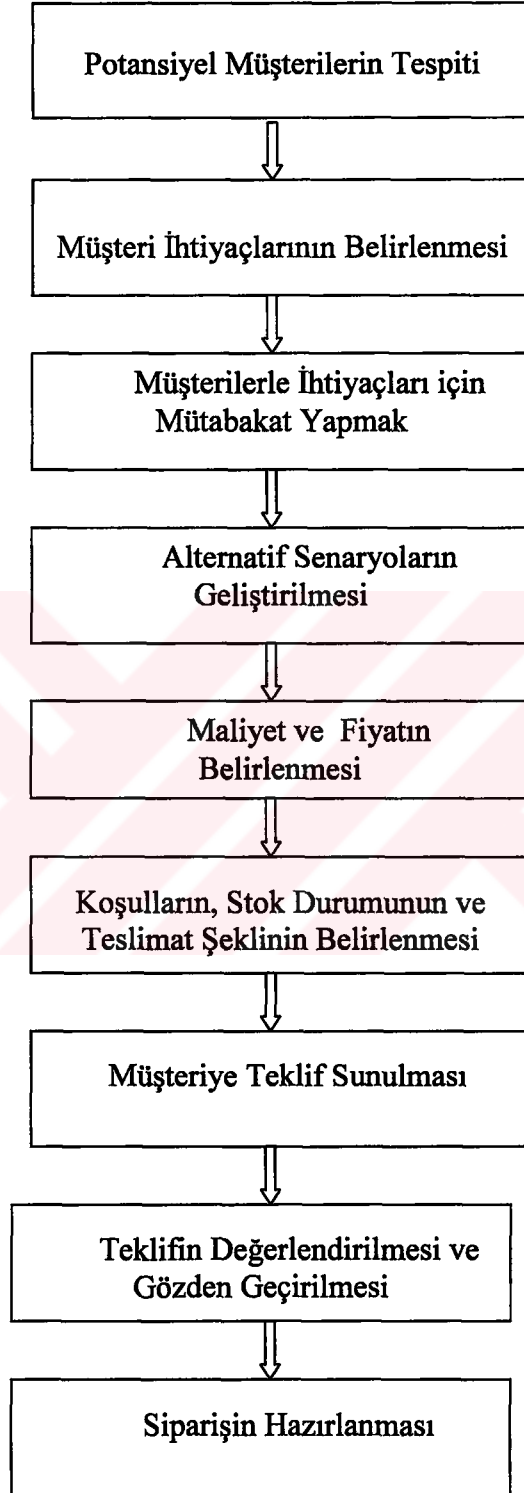 Potansiyel Müşterilerin Tespiti
Müşteri İhtiyaçlarının Belirlenmesi
Müşterilerle İhtiyaçları için
Mütabakat Yapmak
Alternatif Senaryoların
Geliştirilmesi
Maliyet ve Fiyatın
Belirlenmesi
Koşulların, Stok Durumunun ve
Teslimat Şeklinin Belirlenmesi
Müşteriye Teklif Sunulması
Teklifin Değerlendirilmesi ve
Gözden Geçirilmesi
Siparişin Hazırlanması